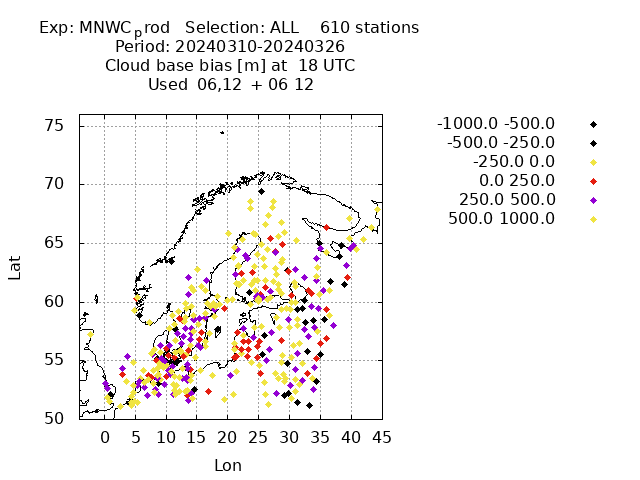 Exp: MNWC_prod   Selection: ALL    610 stations
Period: 20240310-20240326
Cloud base bias [m] at  18 UTC
Used  06,12  + 06 12
-1000.0 -500.0
-500.0 -250.0
-250.0 0.0
0.0 250.0
250.0 500.0
500.0 1000.0
75
70
65
60
55
50
Lat
0 5 10 15 20 25 30 35 40 45
Lon